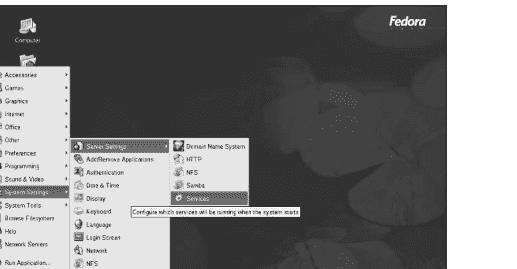 Fedora
Computer
Accessories
Games
Graphics
Internet
Office
Other
Preferences
Programming
Sound & Video
System Settings
System Tools
Browse Filesystem
Help
Network Servers
Run Application...
Server Settings
Add/Remove Applications
Authentication
Date & Time
Display
Keyboard
Language
Login Screen
Network
NFS
Domain Name System
HTTP
NFS
Samba
Services
Configure which services will be running when the system starts